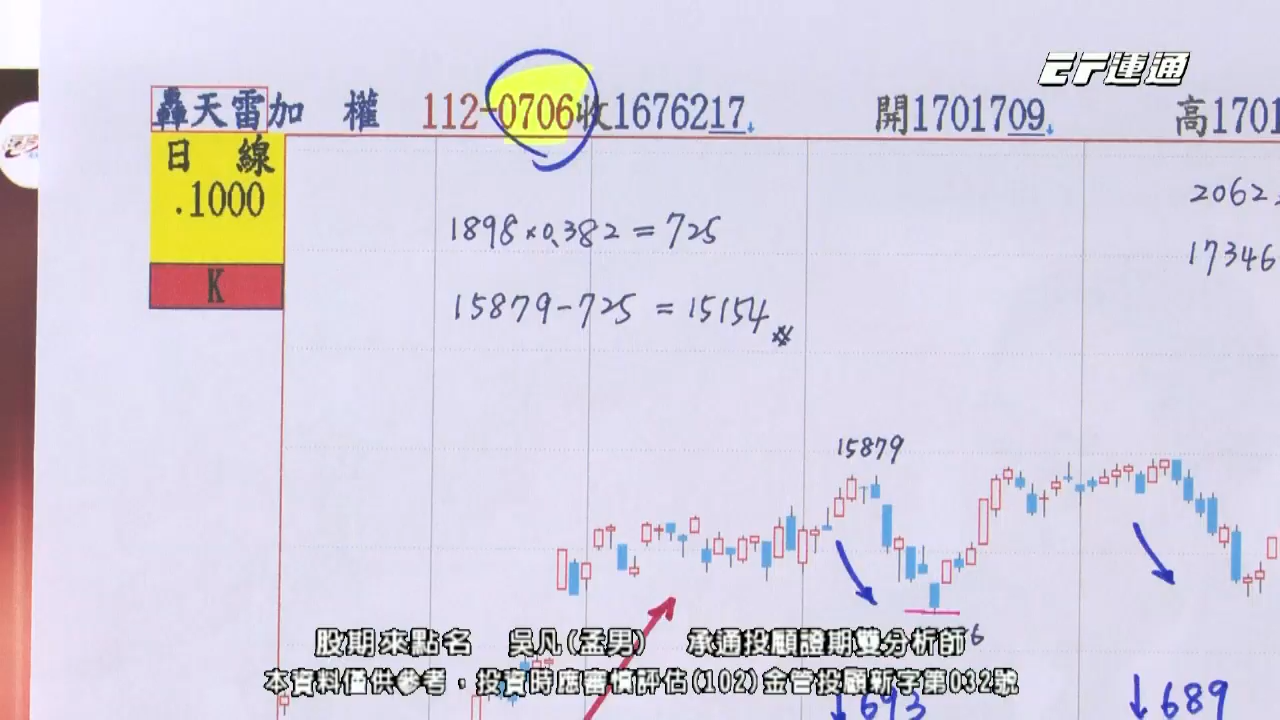 EF運通
轟天雷加 權 112-0706收1676217 開1701709 高1701
日 線
.1000
K
1898×0.382=725
15879-725=15154
2062
17346
15879
6
↓693
↓689
股期來點名 吳凡(孟男) 承通投顧證期雙分析師
本資料僅供參考，投資時應審慎評估(102)金管投顧新字第032號